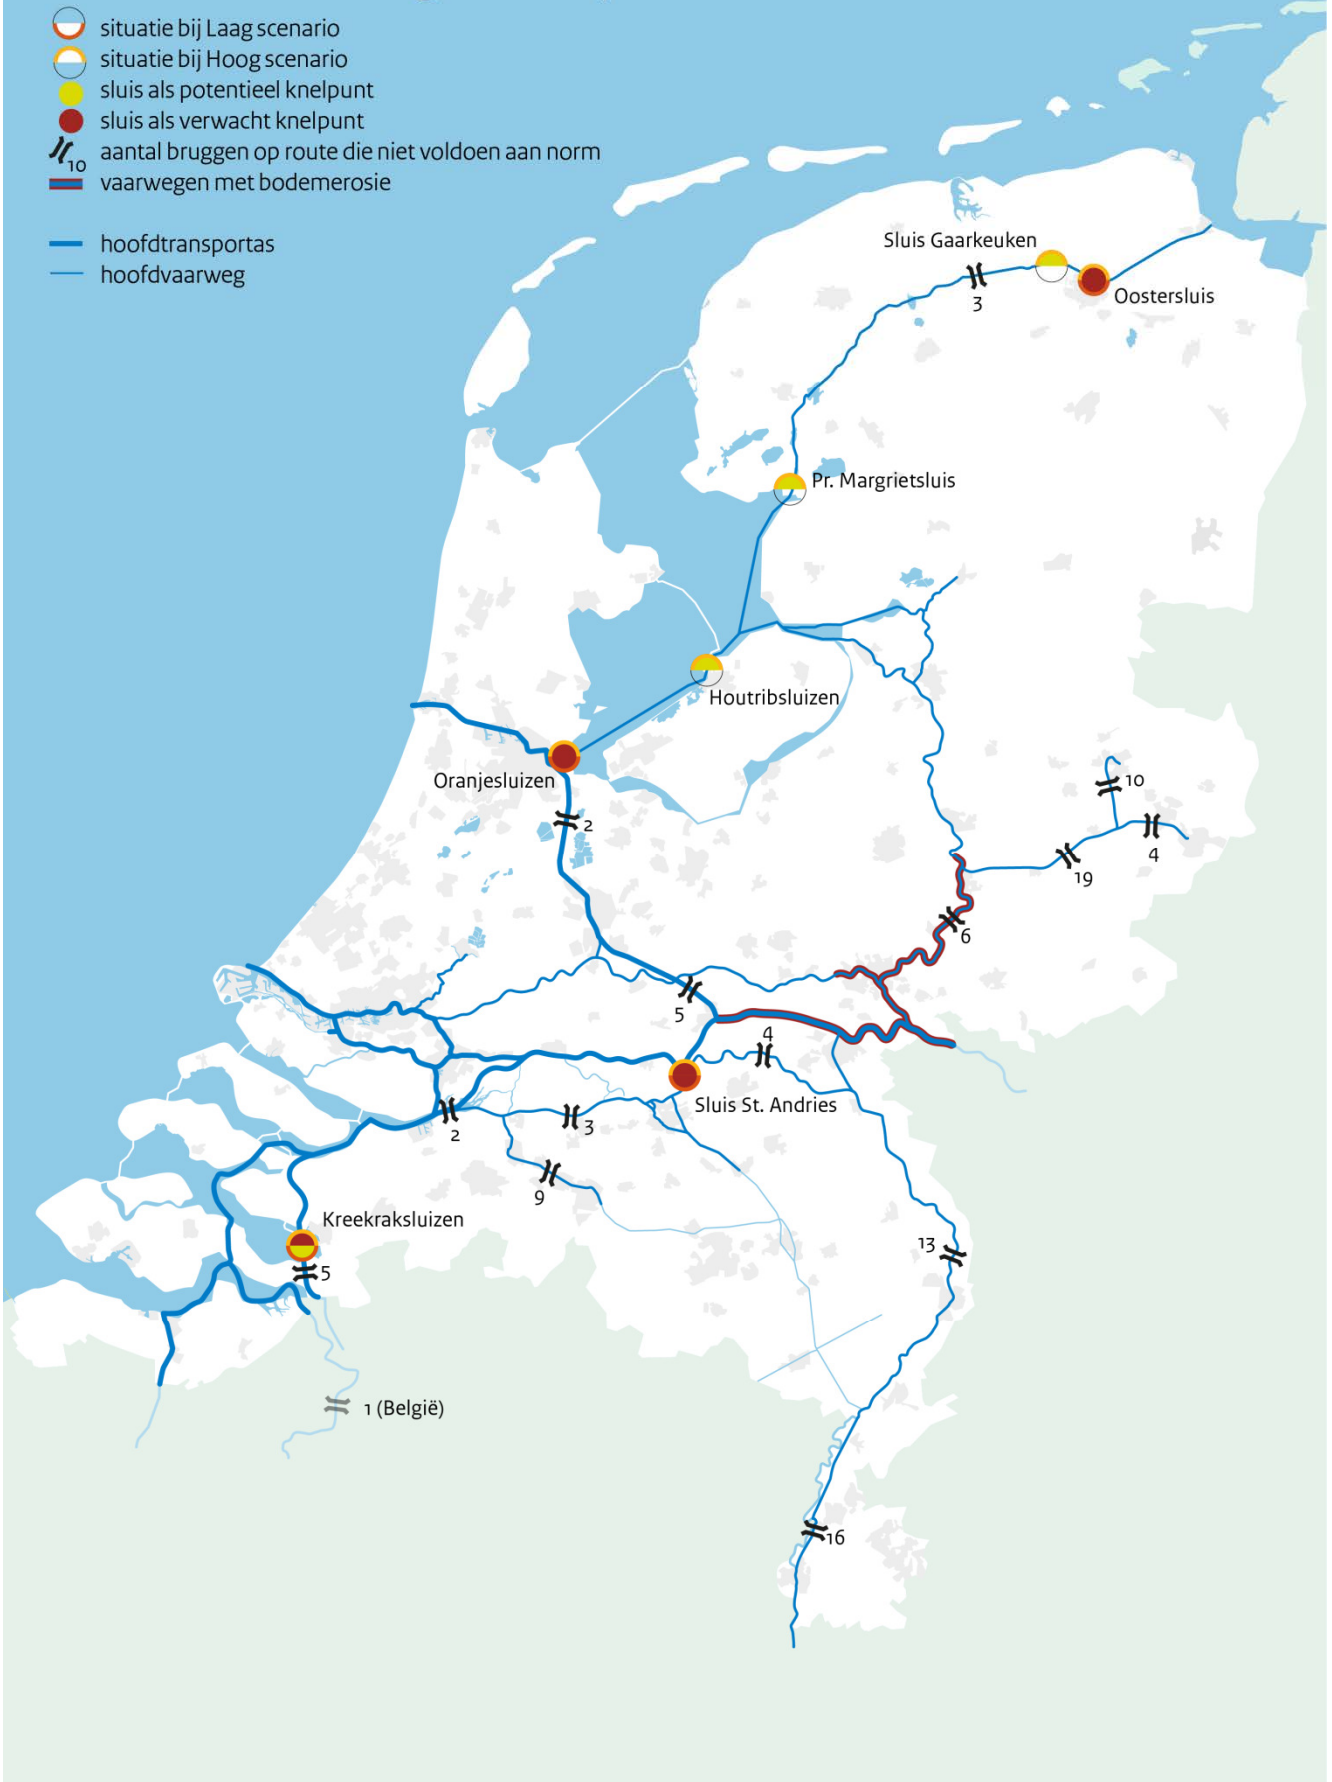 situatie bij Laag scenario
situatie bij Hoog scenario
sluis als potentieel knelpunt
sluis als verwacht knelpunt
10 aantal bruggen op route die niet voldoen aan norm
vaarwegen met bodemerosie
hoofdtransportas
hoofdvaarweg
Sluis Gaarkeuken
Oostersluis
3
Pr. Margrietsluis
Houtribsluizen
Oranjesluizen
10
2
4
19
6
5
4
Sluis St. Andries
2
3
9
Kreekraksluizen
13
5
1 (België)
16